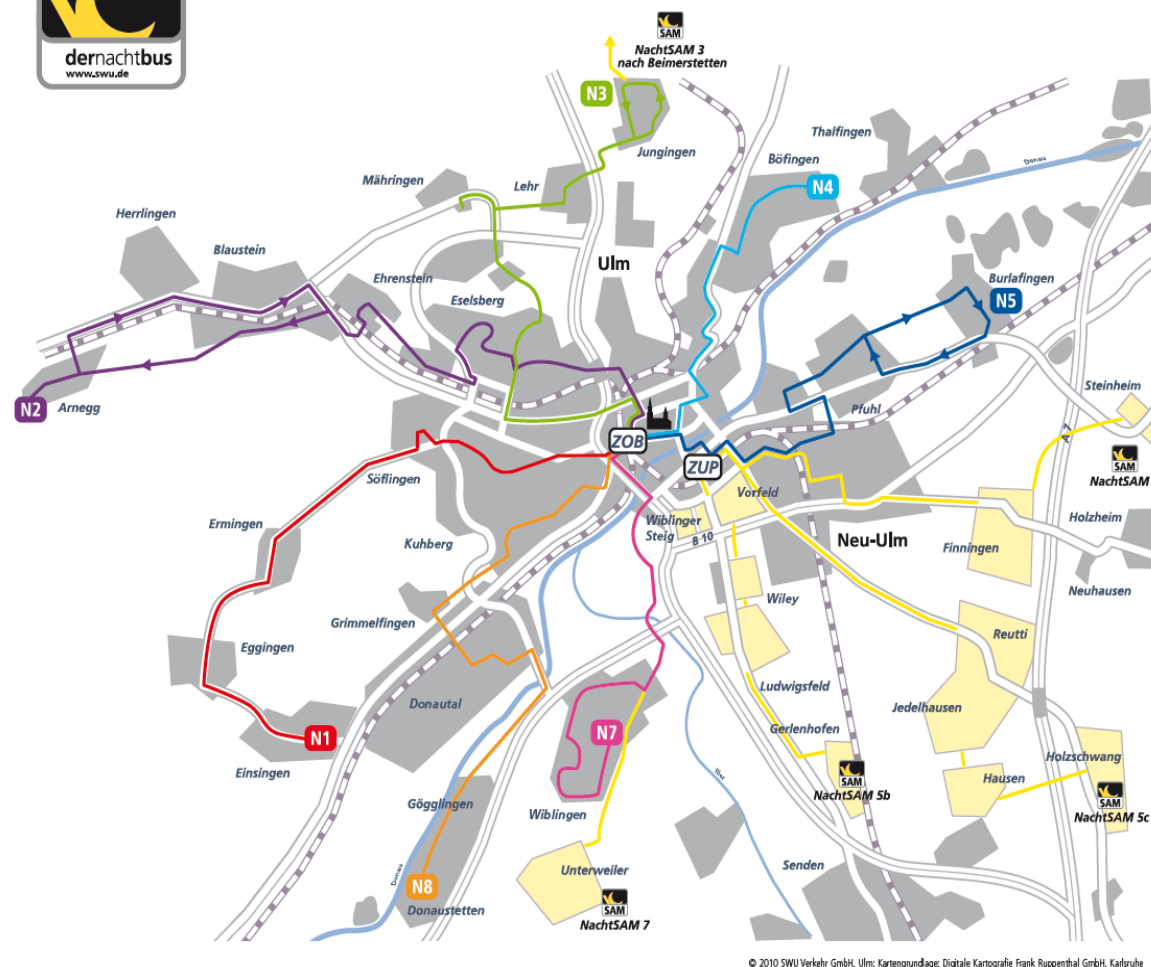 dernachtbus
www.swu.de
SAM
NachtSAM 3
nach Beimerstetten
N3
Jungingen
Thalfingen
Böfingen
N4
Donau
Mähringen
Lehr
Herrlingen
Blaustein
Ulm
Ehrenstein
Eselsberg
Burlafingen
N5
N2
Arnegg
Steinheim
Pfuhl
A 7
ZOB
ZUP
SAM
NachtSAM
Söflingen
Vorfeld
Ermingen
Wiblinger
Steig
B 10
Neu-Ulm
Holzheim
Kuhberg
Finningen
Neuhausen
Wiley
Grimmelfingen
Reutti
Eggingen
Ludwigsfeld
Donautal
Jedelhausen
N1
N7
Gerlenhofen
Holzschwang
Einsingen
Iller
SAM
NachtSAM 5b
Hausen
SAM
NachtSAM 5c
Gögglingen
Wiblingen
Donau
N8
Unterweiler
Senden
Donaustetten
SAM
NachtSAM 7
© 2010 SWU Verkehr GmbH, Ulm; Kartengrundlage: Digitale Kartografie Frank Ruppenthal GmbH, Karlsruhe